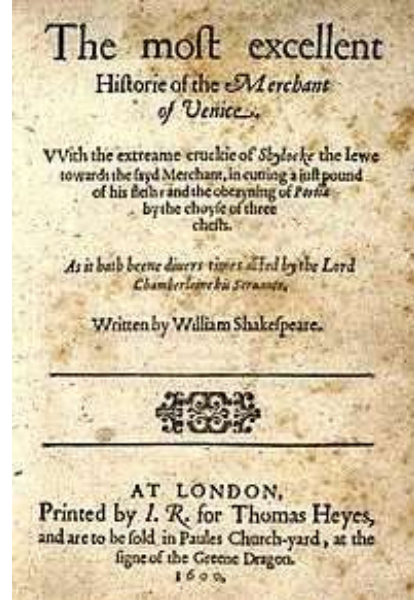 The moſt excellent
Hiſtorie of the Merchant
of Venice.
VVith the extreame crueltie of Shylocke the Iewe
towards the ſayd Merchant, in cutting a iuſt pound
of his fleſh: and the obtayning of Portia
by the choyſe of three
cheſts.
As it hath beene diuers times acted by the Lord
Chamberlaine his Seruants.
Written by William Shakeſpeare.
AT LONDON,
Printed by I. R. for Thomas Heyes,
and are to be ſold in Paules Church-yard, at the
ſigne of the Greene Dragon.
1600.